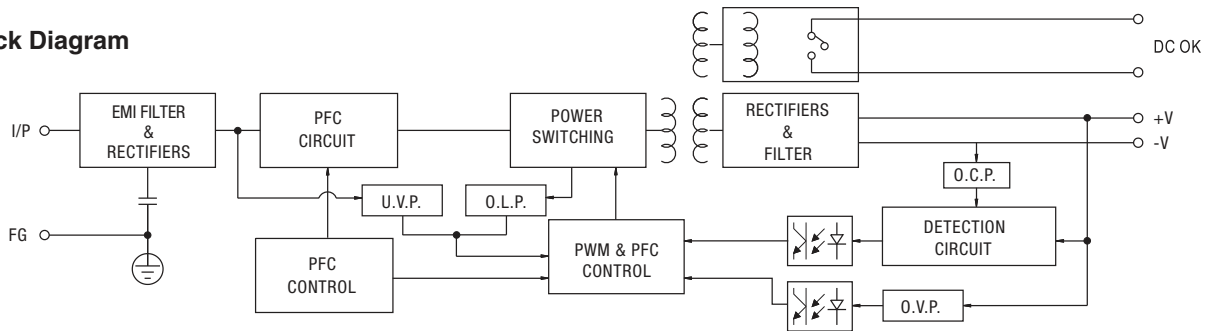 ck Diagram
DC OK
I/P
EMI FILTER
&
RECTIFIERS
PFC
CIRCUIT
POWER
SWITCHING
RECTIFIERS
&
FILTER
+V
-V
O.C.P.
U.V.P.
O.L.P.
FG
PFC
CONTROL
PWM & PFC
CONTROL
DETECTION
CIRCUIT
O.V.P.